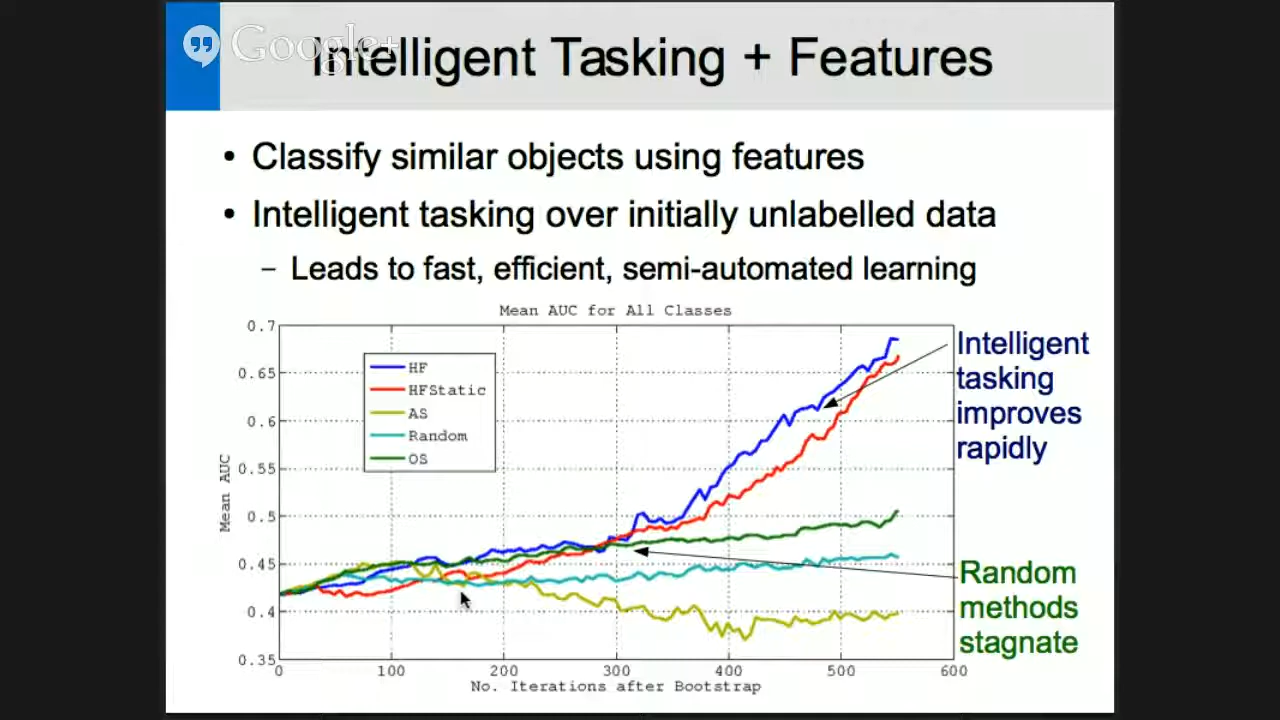 Google+
Intelligent Tasking + Features
• Classify similar objects using features
• Intelligent tasking over initially unlabelled data
– Leads to fast, efficient, semi-automated learning
Mean AUC for All Classes
0.7
0.65
0.6
0.55
0.5
0.45
0.4
0.35
Mean AUC
HF
HFStatic
AS
Random
OS
0
100
200
300
400
500
600
No. Iterations after Bootstrap
Intelligent
tasking
improves
rapidly
Random
methods
stagnate